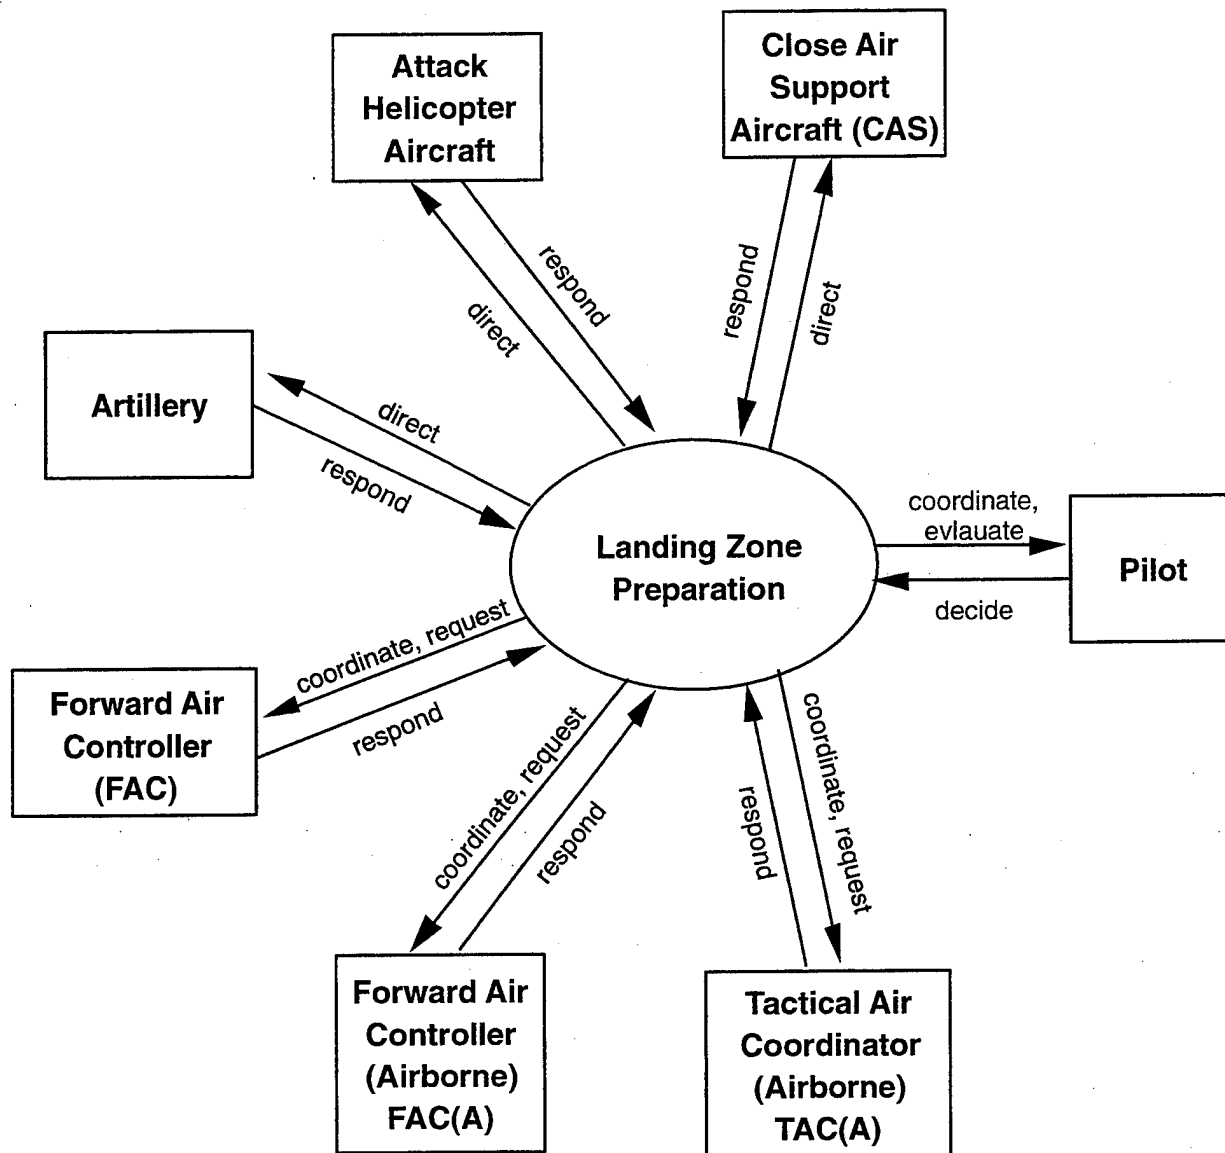 Attack
Helicopter
Aircraft
Close Air
Support
Aircraft (CAS)
respond
direct
respond
direct
Artillery
direct
respond
Landing Zone
Preparation
coordinate,
evlauate
decide
Pilot
Forward Air
Controller
(FAC)
coordinate, request
respond
coordinate, request
respond
respond
coordinate, request
Forward Air
Controller
(Airborne)
FAC(A)
Tactical Air
Coordinator
(Airborne)
TAC(A)